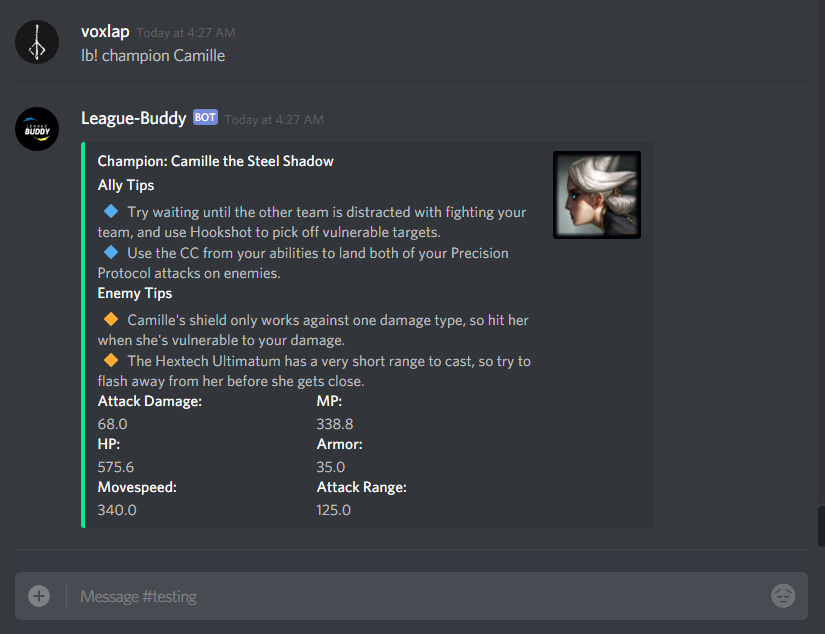 voxlap Today at 4:27 AM
lb! champion Camille
League-Buddy BOT Today at 4:27 AM
LEAGUE
BUDDY
Champion: Camille the Steel Shadow
Ally Tips
Try waiting until the other team is distracted with fighting your
team, and use Hookshot to pick off vulnerable targets.
Use the CC from your abilities to land both of your Precision
Protocol attacks on enemies.
Enemy Tips
Camille's shield only works against one damage type, so hit her
when she's vulnerable to your damage.
The Hextech Ultimatum has a very short range to cast, so try to
flash away from her before she gets close.
Attack Damage: MP:
68.0 338.8
HP: Armor:
575.6 35.0
Movespeed: Attack Range:
340.0 125.0
Message #testing